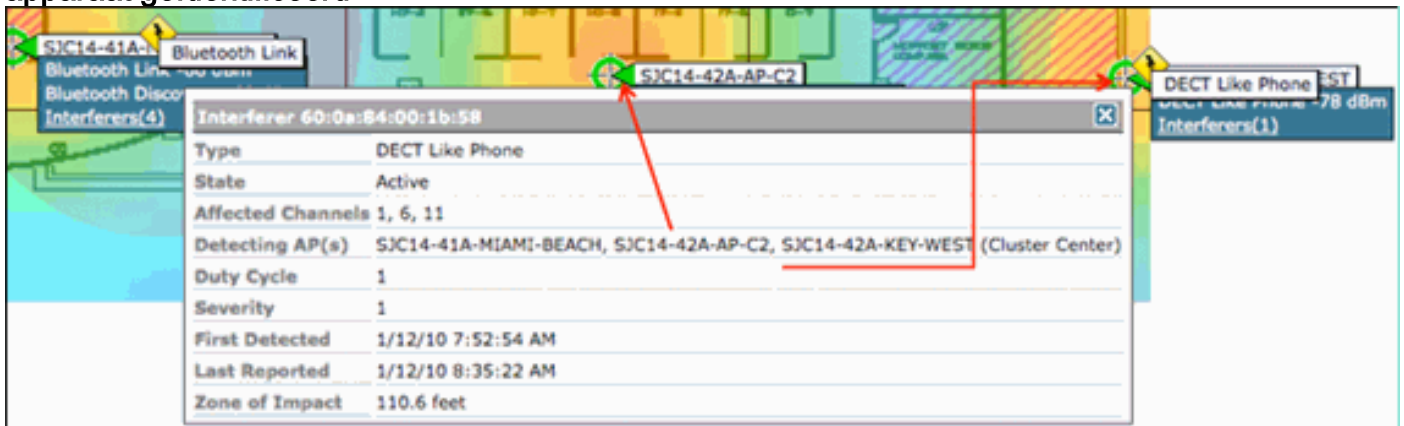 SJC14-41A-
Bluetooth Link
Bluetooth Link dBm
Bluetooth Disco
Interferers(4)
SJC14-42A-AP-C2
DECT Like Phone
EST
DECT Like Phone -78 dBm
Interferers(1)
Interferer 60:0a:84:00:1b:58
Type DECT Like Phone
State Active
Affected Channels 1, 6, 11
Detecting AP(s) SJC14-41A-MIAMI-BEACH, SJC14-42A-AP-C2, SJC14-42A-KEY-WEST (Cluster Center)
Duty Cycle 1
Severity 1
First Detected 1/12/10 7:52:54 AM
Last Reported 1/12/10 8:35:22 AM
Zone of Impact 110.6 feet